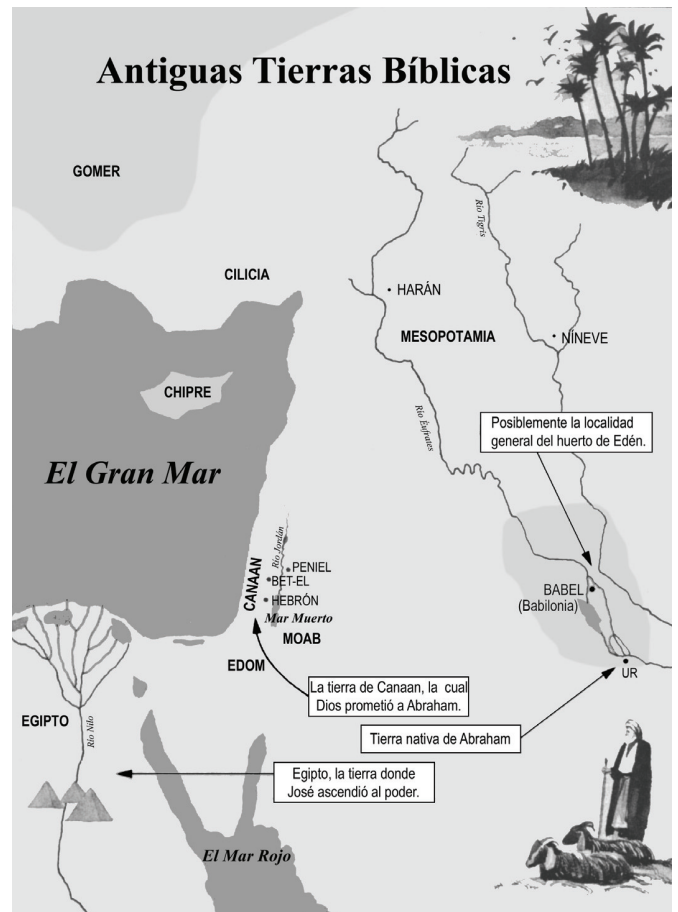 Antiguas Tierras Bíblicas
GOMER
Río Tigris
CILICIA
HARÁN
MESOPOTAMIA
NÍNEVE
CHIPRE
Río Éufrates
Posiblemente la localidad
general del huerto de Edén.
El Gran Mar
Río Jordán
PENIEL
CANAAN
BET-EL
BABEL
(Babilonia)
HEBRÓN
Mar Muerto
MOAB
EDOM
UR
La tierra de Canaan, la cual
Dios prometió a Abraham.
EGIPTO
Río Nilo
Tierra nativa de Abraham
Egipto, la tierra donde
José ascendió al poder.
El Mar Rojo